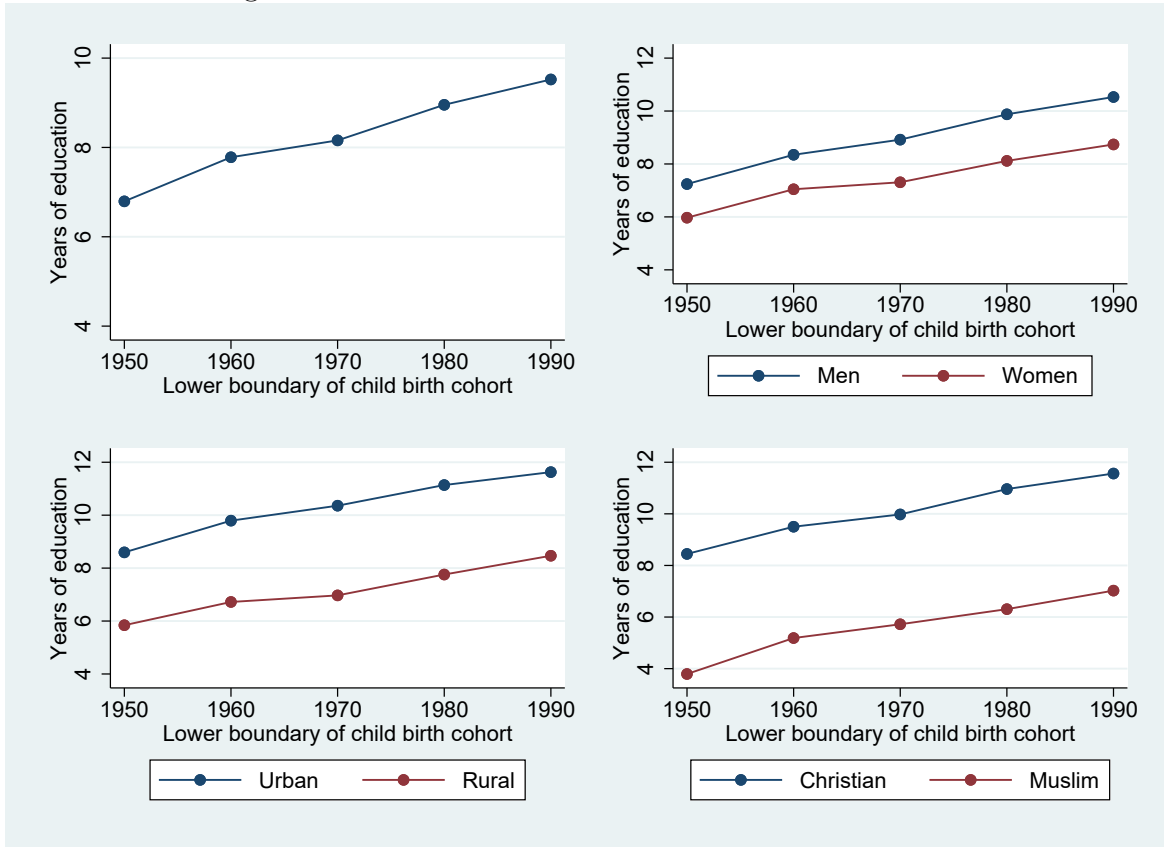 Years of education
10
8
6
4
1950 1960 1970 1980 1990
Lower boundary of child birth cohort
Years of education
12
10
8
6
4
1950 1960 1970 1980 1990
Lower boundary of child birth cohort
Men Women
Years of education
12
10
8
6
4
1950 1960 1970 1980 1990
Lower boundary of child birth cohort
Urban Rural
Years of education
12
10
8
6
4
1950 1960 1970 1980 1990
Lower boundary of child birth cohort
Christian Muslim